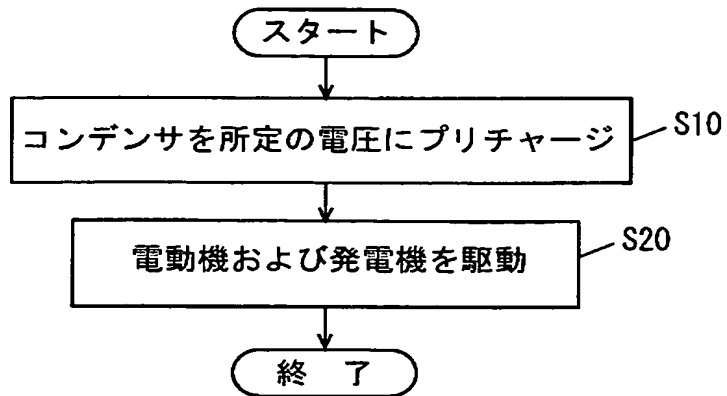 スタート
コンデンサを所定の電圧にプリチャージ
S10
電動機および発電機を駆動
S20
終 了